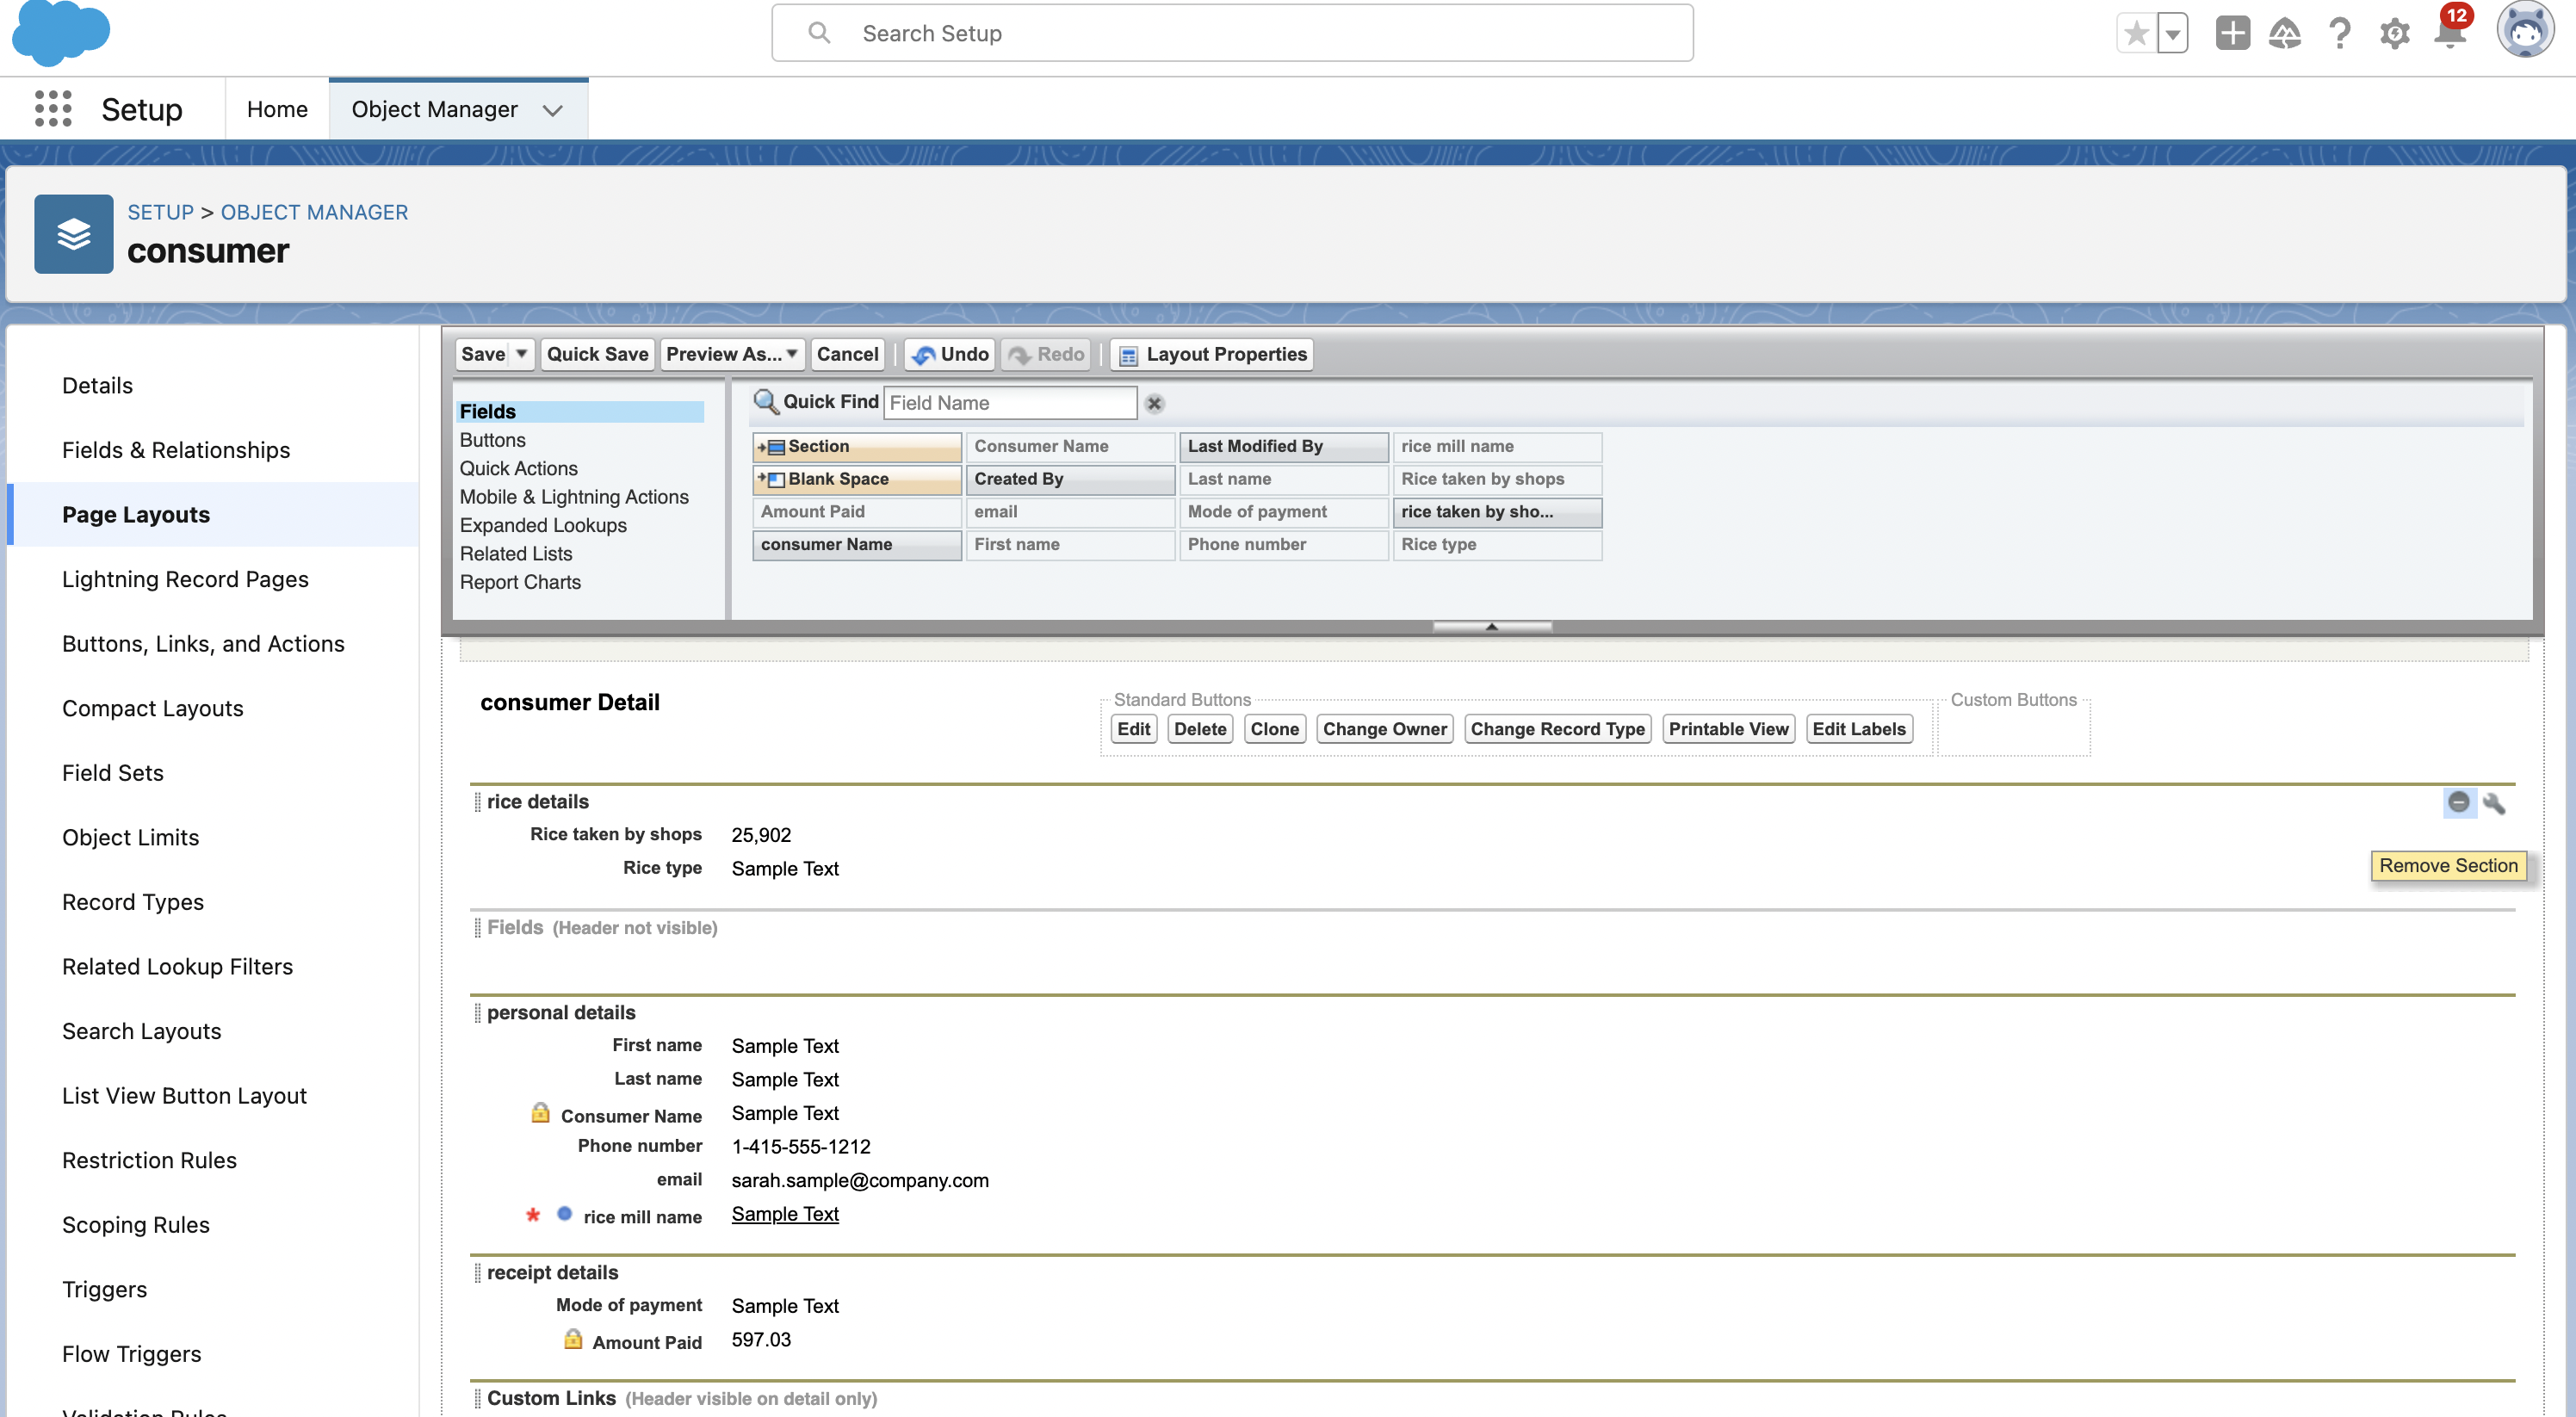 Search Setup
12
Setup
Home
Object Manager
SETUP > OBJECT MANAGER
consumer
Details
Fields & Relationships
Page Layouts
Lightning Record Pages
Buttons, Links, and Actions
Compact Layouts
Field Sets
Object Limits
Record Types
Related Lookup Filters
Search Layouts
List View Button Layout
Restriction Rules
Scoping Rules
Triggers
Flow Triggers
Validation Rules
Save Quick Save Preview As... Cancel Undo Redo Layout Properties
Fields
Buttons
Quick Actions
Mobile & Lightning Actions
Expanded Lookups
Related Lists
Report Charts
Quick Find Field Name
Section Consumer Name Last Modified By rice mill name
Blank Space Created By Last name Rice taken by shops
Amount Paid email Mode of payment rice taken by sho...
consumer Name First name Phone number Rice type
consumer Detail
Standard Buttons
Edit Delete Clone Change Owner Change Record Type Printable View Edit Labels
Custom Buttons
rice details
Rice taken by shops 25,902
Rice type Sample Text
Remove Section
Fields (Header not visible)
personal details
First name Sample Text
Last name Sample Text
Consumer Name Sample Text
Phone number 1-415-555-1212
email sarah.sample@company.com
* rice mill name Sample Text
receipt details
Mode of payment Sample Text
Amount Paid 597.03
Custom Links (Header visible on detail only)